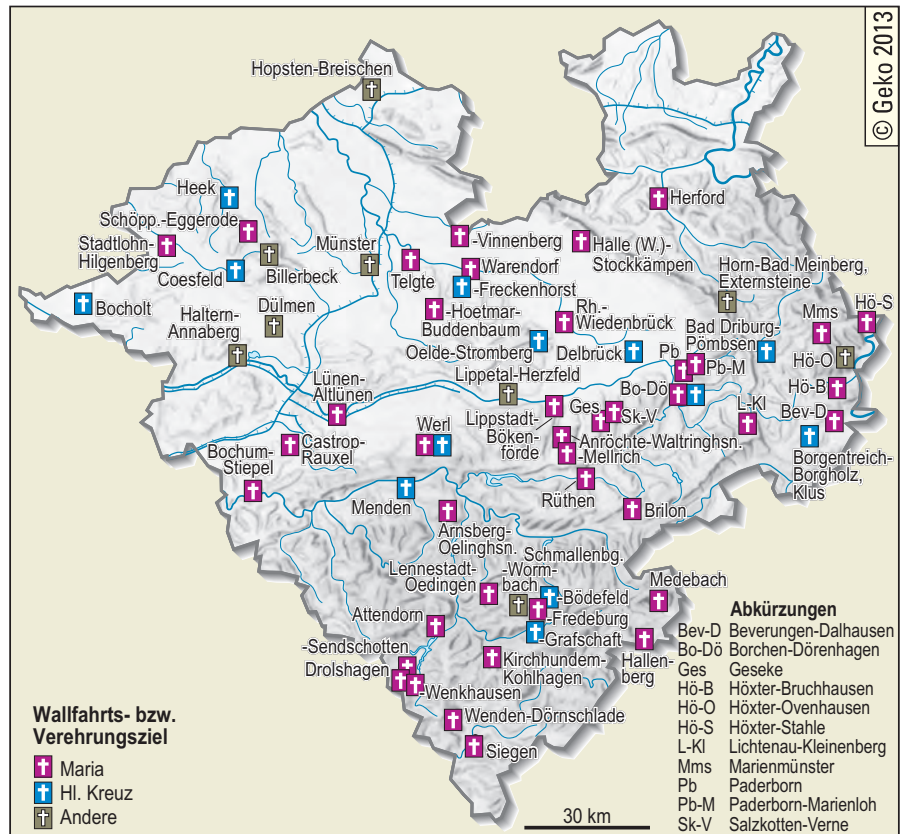 © Geko 2013
Hopsten-Breischen
Heek
Herford
Schöpp.-Eggerode
Stadtlohn-
Hilgenberg
Münster
-Vinnenberg
Halle (W.)-
Stockkämpen
Coesfeld
Billerbeck
Telgte
Warendorf
-Freckenhorst
Horn-Bad Meinberg,
Externsteine
Bocholt
Haltern-
Annaberg
Dülmen
-Hoetmar-
Buddenbaum
Rh.-
Wiedenbrück
Mms
Hö-S
Oelde-Stromberg
Delbrück
Bad Driburg-
Pömbsen
Pb
Pb-M
Hö-O
Lippetal-Herzfeld
Bo-Dö
Hö-B
Lünen-
Altlünen
Lippstadt-
Bökenförde
Ges
Sk-V
L-Kl
Bev-D
Werl
Castrop-
Rauxel
Anröchte-Waltringhsn.
-Mellrich
Borgentreich-
Borgholz,
Klus
Bochum-
Stiepel
Menden
Rüthen
Brilon
Arnsberg-
Oelinghsn.
Schmallenbg.
-Worm-
bach
Lennestadt-
Oedingen
-Bödefeld
Medebach
-Fredeburg
Attendorn
-Grafschaft
-Sendschotten
Drolshagen
Kirchhundem-
Kohlhagen
Hallen-
berg
-Wenkhausen
Wenden-Dörnschlade
Siegen
Wallfahrts- bzw.
Verehrungsziel
Maria
Hl. Kreuz
Andere
30 km
Abkürzungen
Bev-D Beverungen-Dalhausen
Bo-Dö Borchen-Dörenhagen
Ges Geseke
Hö-B Höxter-Bruchhausen
Hö-O Höxter-Ovenhausen
Hö-S Höxter-Stahle
L-Kl Lichtenau-Kleinenberg
Mms Marienmünster
Pb Paderborn
Pb-M Paderborn-Marienloh
Sk-V Salzkotten-Verne